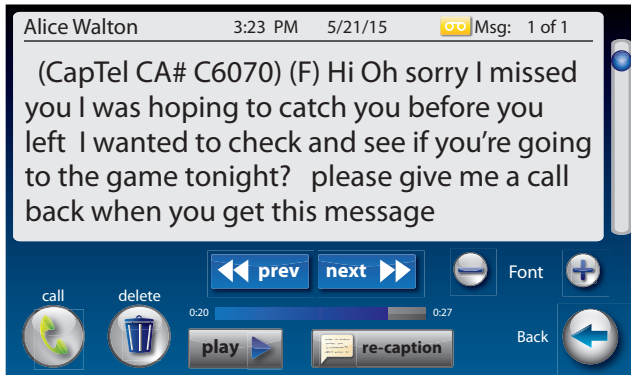 Alice Walton 3:23 PM 5/21/15 Msg: 1 of 1
(CapTel CA# C6070) (F) Hi Oh sorry I missed
you I was hoping to catch you before you
left I wanted to check and see if you're going
to the game tonight? please give me a call
back when you get this message
prev next Font
call delete
0:20 0:27
play re-caption Back